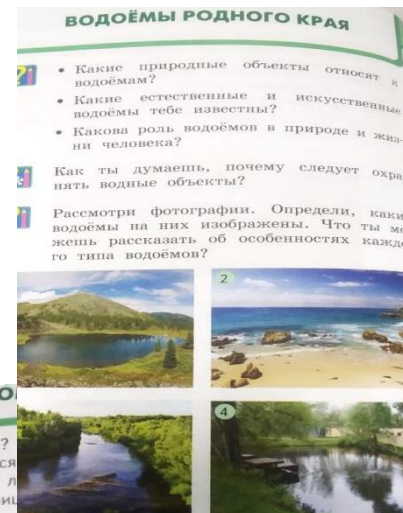 ВОДОЁМЫ РОДНОГО КРАЯ
• Какие природные объекты относят к
водоёмам?
• Какие естественные и искусственные
водоёмы тебе известны?
• Какова роль водоёмов в природе и жиз-
ни человека?
Как ты думаешь, почему следует охра
нять водные объекты?
Рассмотри фотографии. Определи, каки
водоёмы на них изображены. Что ты мо
жешь рассказать об особенностях каждо
го типа водоёмов?
2
4